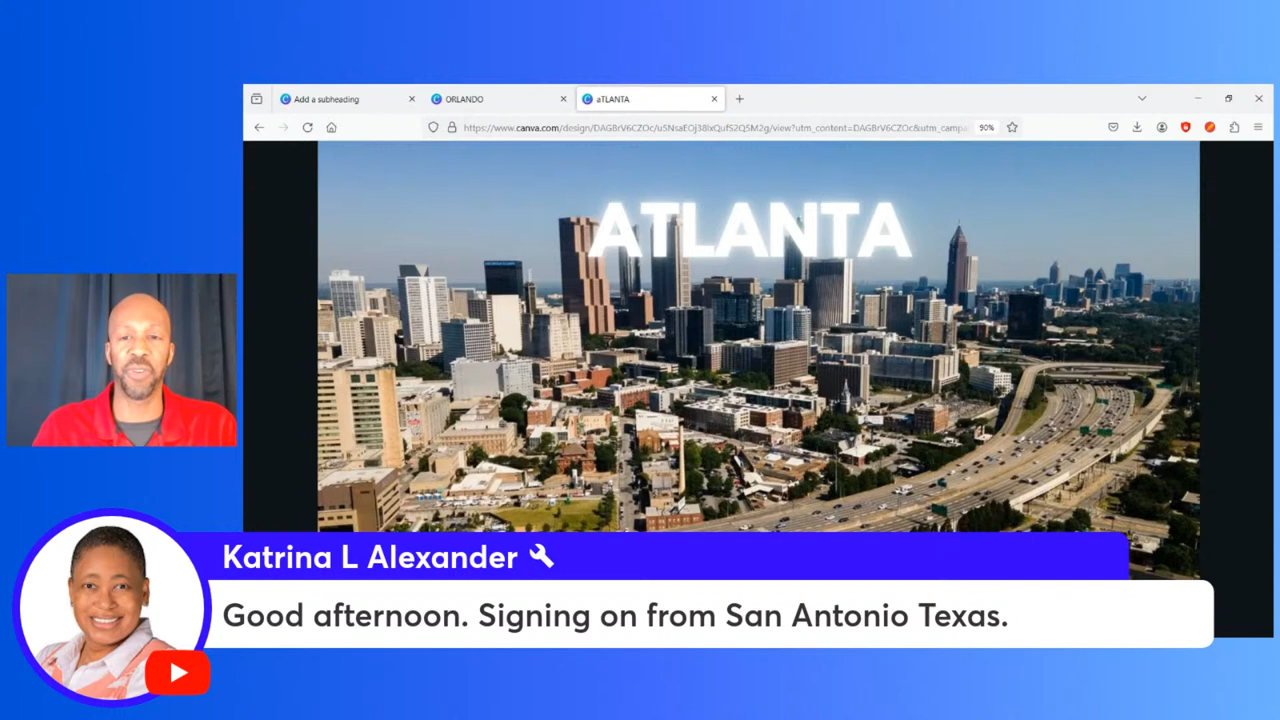 Add a subheading
ORLANDO
aTLANTA
https://www.canva.com/design/DAGBrV6CZOc/u5NsaEOj38lxQufS2Q5M2g/view?utm_content=DAGBrV6CZOc&utm_campa
90%
ATLANTA
Katrina L Alexander
Good afternoon. Signing on from San Antonio Texas.